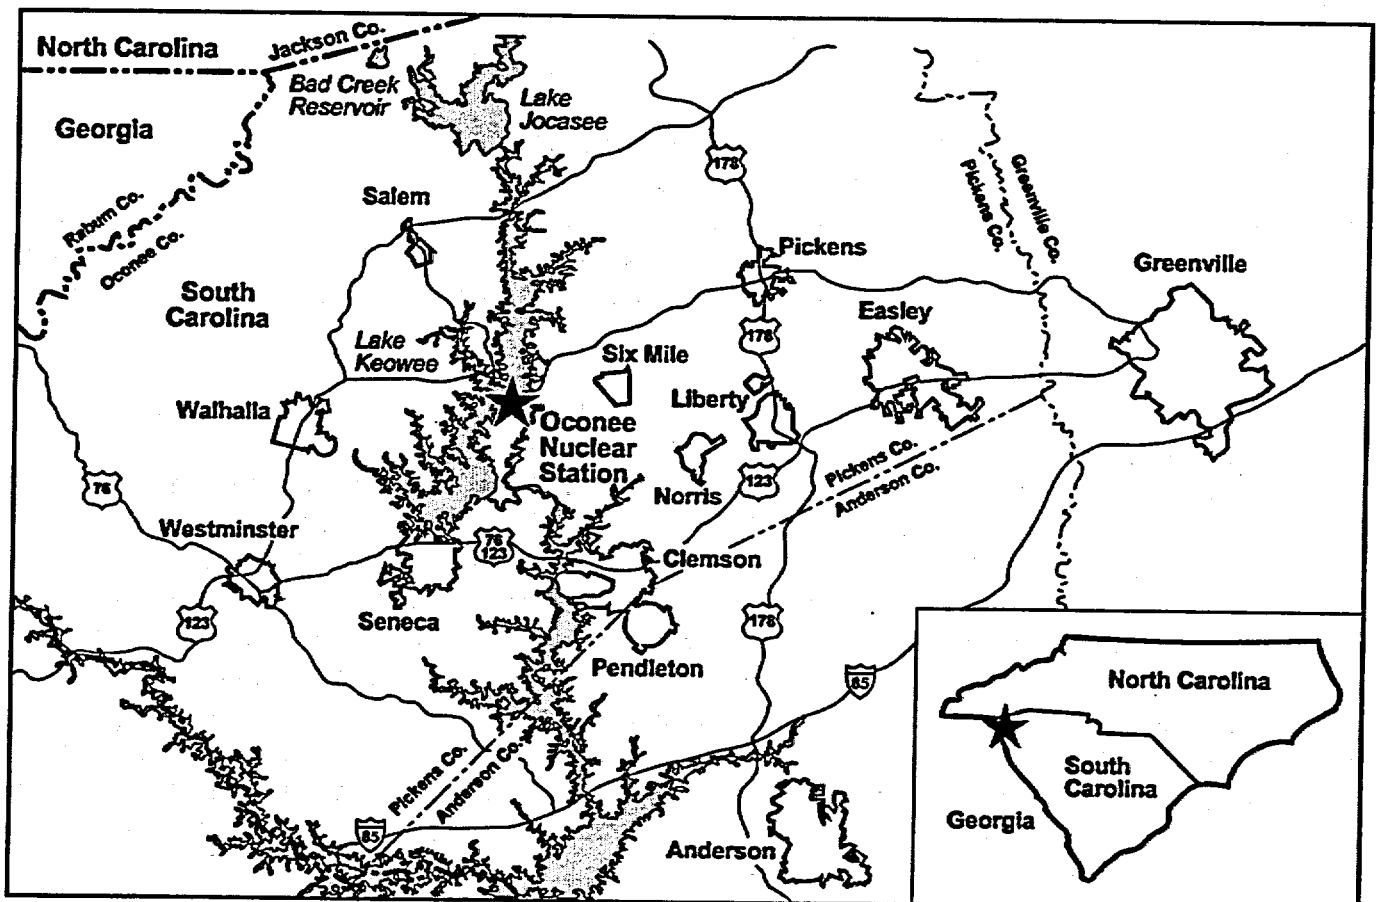 North Carolina
Jackson Co.
Bad Creek
Reservoir
Lake
Jocasee
Georgia
178
Greenville Co.
Pickens Co.
Salem
Rabum Co.
Oconee Co.
Pickens
Greenville
South
Carolina
Easley
178
Lake
Keowee
Six Mile
Walhalla
Liberty
Oconee
Nuclear
Station
Pickens Co.
Anderson Co.
76
Norris
123
Westminster
76
123
Clemson
123
Seneca
178
Pendleton
85
North Carolina
Pickens Co.
Anderson Co.
South
Carolina
Georgia
85
Anderson